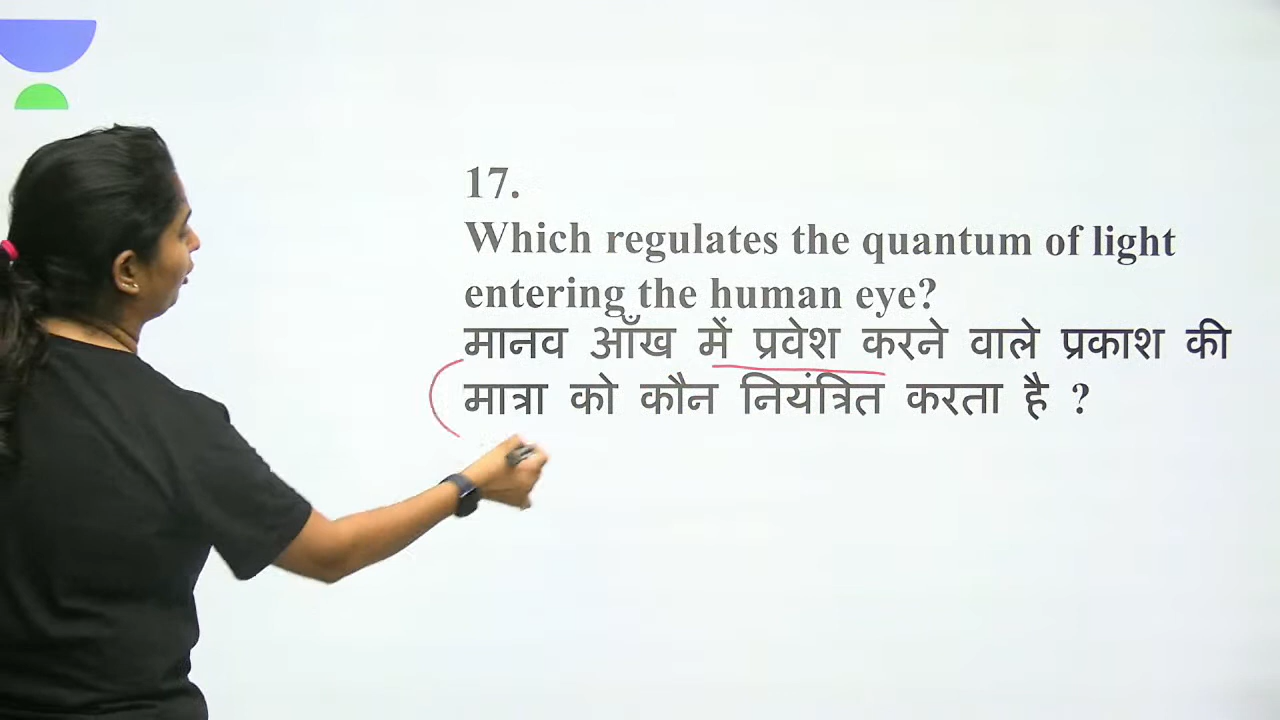 17.
Which regulates the quantum of light
entering the human eye?
मानव आँख में प्रवेश करने वाले प्रकाश की
मात्रा को कौन नियंत्रित करता है ?